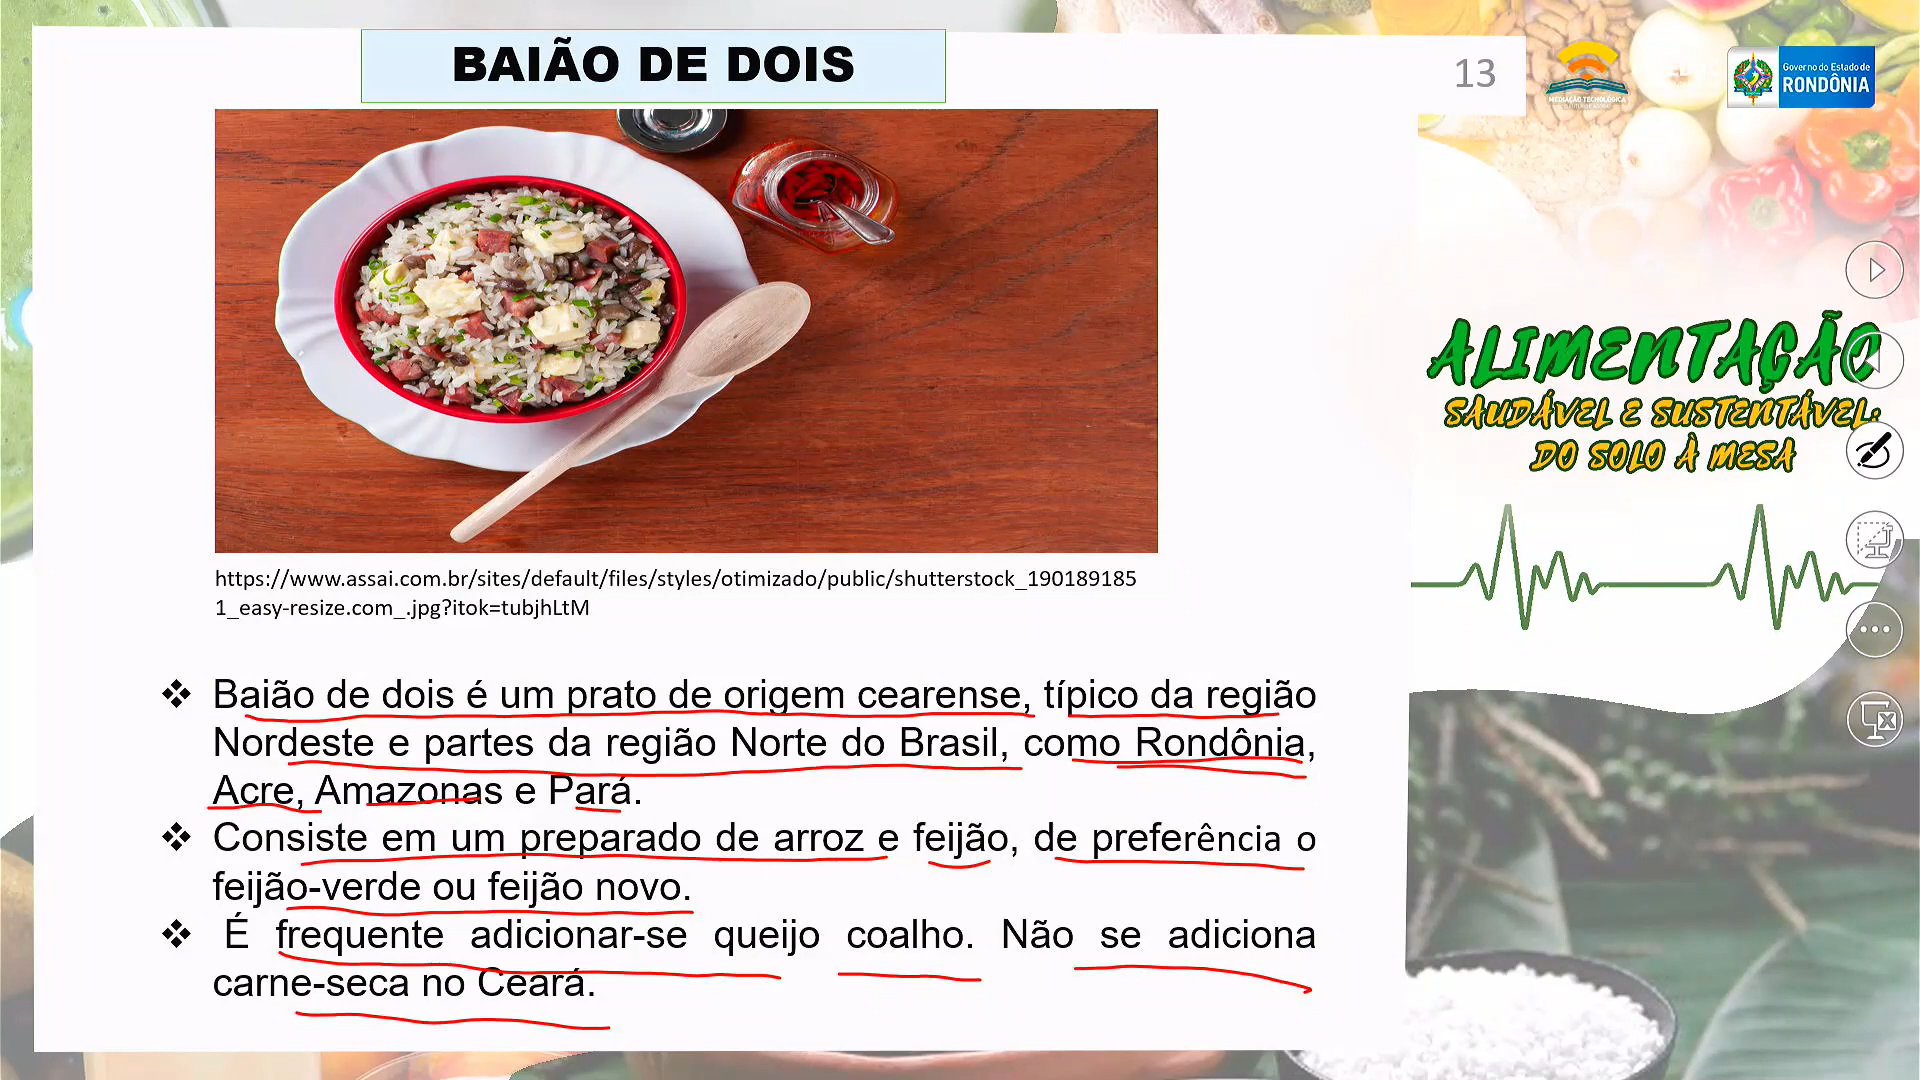 BAIÃO DE DOIS
13
MEDIAÇÃO TECNOLÓGICA
Governo do Estado de
RONDÔNIA
https://www.assai.com.br/sites/default/files/styles/otimizado/public/shutterstock_190189185
1_easy-resize.com_.jpg?itok=tubjhLtM
ALIMENTAÇÃO
SAUDÁVEL E SUSTENTÁVEL:
DO SOLO À MESA
❖ Baião de dois é um prato de origem cearense, típico da região
Nordeste e partes da região Norte do Brasil, como Rondônia,
Acre, Amazonas e Pará.
❖ Consiste em um preparado de arroz e feijão, de preferência o
feijão-verde ou feijão novo.
❖ É frequente adicionar-se queijo coalho. Não se adiciona
carne-seca no Ceará.